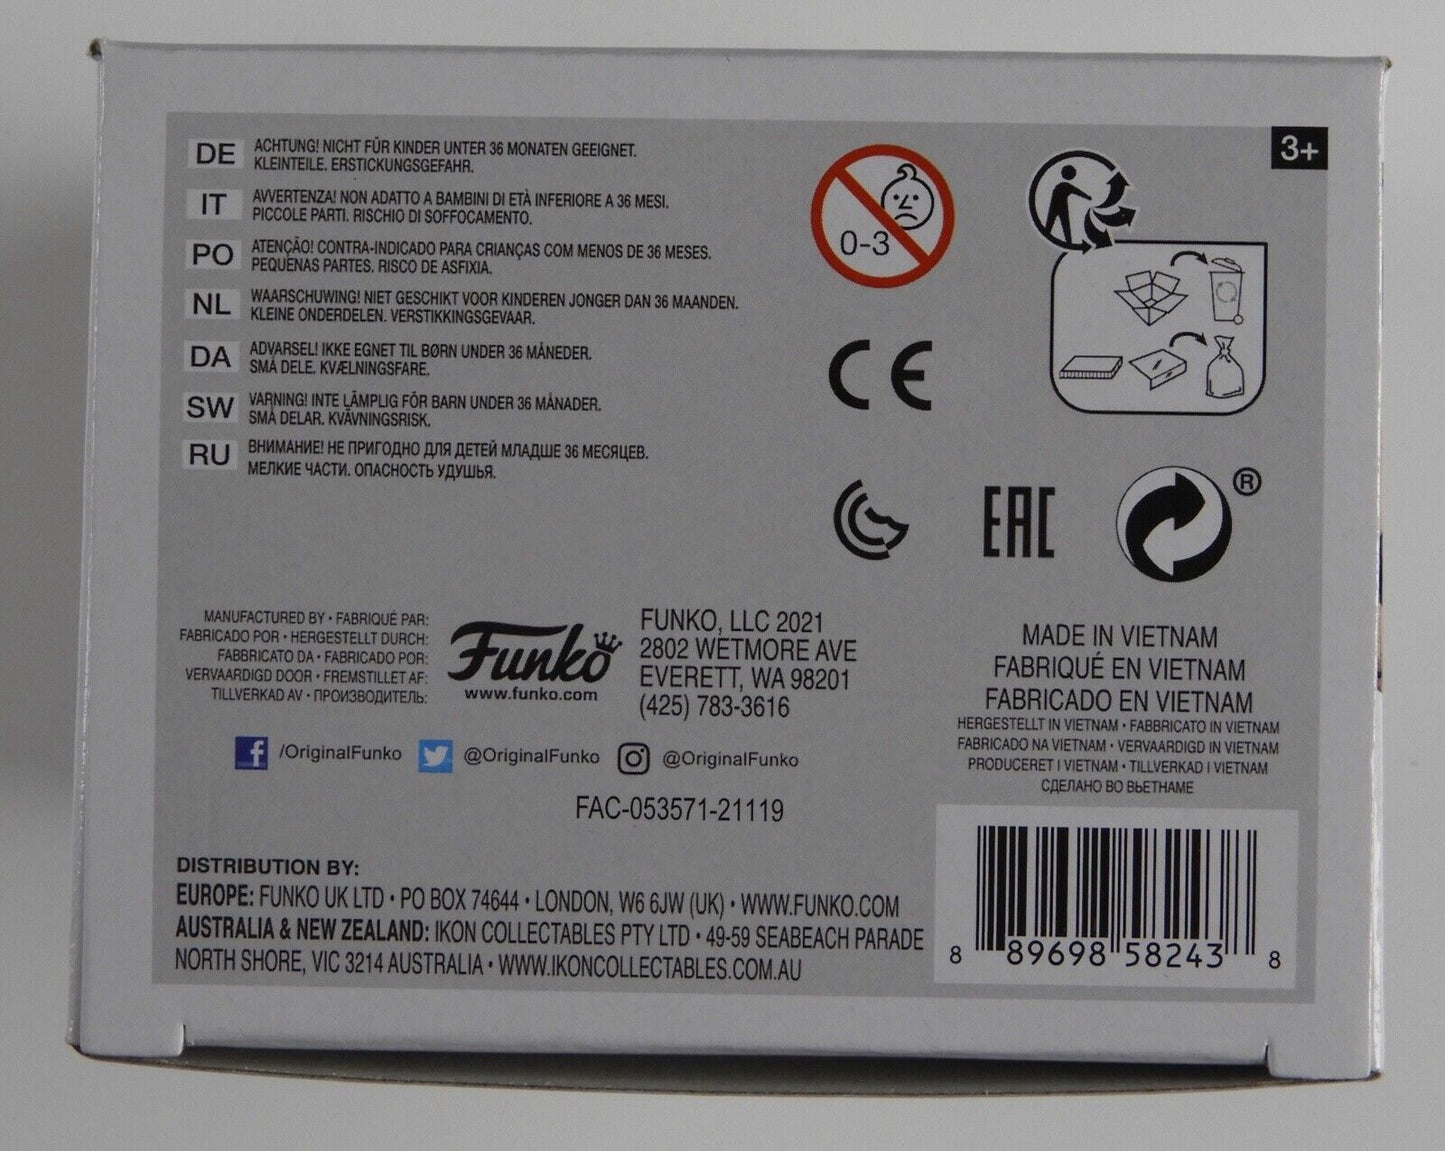 3+
DE ACHTUNG! NICHT FÜR KINDER UNTER 36 MONATEN GEEIGNET.
KLEINTEILE. ERSTICKUNGSGEFAHR.
IT AVVERTENZA! NON ADATTO A BAMBINI DI ETÀ INFERIORE A 36 MESI.
PICCOLE PARTI. RISCHIO DI SOFFOCAMENTO.
PO ATENÇÃO! CONTRA-INDICADO PARA CRIANÇAS COM MENOS DE 36 MESES.
PEQUENAS PARTES. RISCO DE ASFIXIA.
NL WAARSCHUWING! NIET GESCHIKT VOOR KINDEREN JONGER DAN 36 MAANDEN.
KLEINE ONDERDELEN. VERSTIKKINGSGEVAAR.
DA ADVARSEL! IKKE EGNET TIL BØRN UNDER 36 MÅNEDER.
SMÅ DELE. KVÆLNINGSFARE.
SW VARNING! INTE LÄMPLIG FÖR BARN UNDER 36 MÅNADER.
SMÅ DELAR. KVÄVNINGSRISK.
RU ВНИМАНИЕ! НЕ ПРИГОДНО ДЛЯ ДЕТЕЙ МЛАДШЕ 36 МЕСЯЦЕВ.
МЕЛКИЕ ЧАСТИ. ОПАСНОСТЬ УДУШЬЯ.
0-3
CE
EAC
®
MANUFACTURED BY • FABRIQUÉ PAR:
FABRICADO POR • HERGESTELLT DURCH:
FABBRICATO DA • FABRICADO POR:
VERVAARDIGD DOOR • FREMSTILLET AF:
TILLVERKAD AV • ПРОИЗВОДИТЕЛЬ:
Funko
www.funko.com
FUNKO, LLC 2021
2802 WETMORE AVE
EVERETT, WA 98201
(425) 783-3616
f /OriginalFunko @OriginalFunko @OriginalFunko
FAC-053571-21119
MADE IN VIETNAM
FABRIQUÉ EN VIETNAM
FABRICADO EN VIETNAM
HERGESTELLT IN VIETNAM • FABBRICATO IN VIETNAM
FABRICADO NA VIETNAM • VERVAARDIGD IN VIETNAM
PRODUCERET I VIETNAM • TILLVERKAD I VIETNAM
СДЕЛАНО ВО ВЬЕТНАМЕ
DISTRIBUTION BY:
EUROPE: FUNKO UK LTD • PO BOX 74644 • LONDON, W6 6JW (UK) • WWW.FUNKO.COM
AUSTRALIA & NEW ZEALAND: IKON COLLECTABLES PTY LTD • 49-59 SEABEACH PARADE
NORTH SHORE, VIC 3214 AUSTRALIA • WWW.IKONCOLLECTABLES.COM.AU
8 89698 58243 8